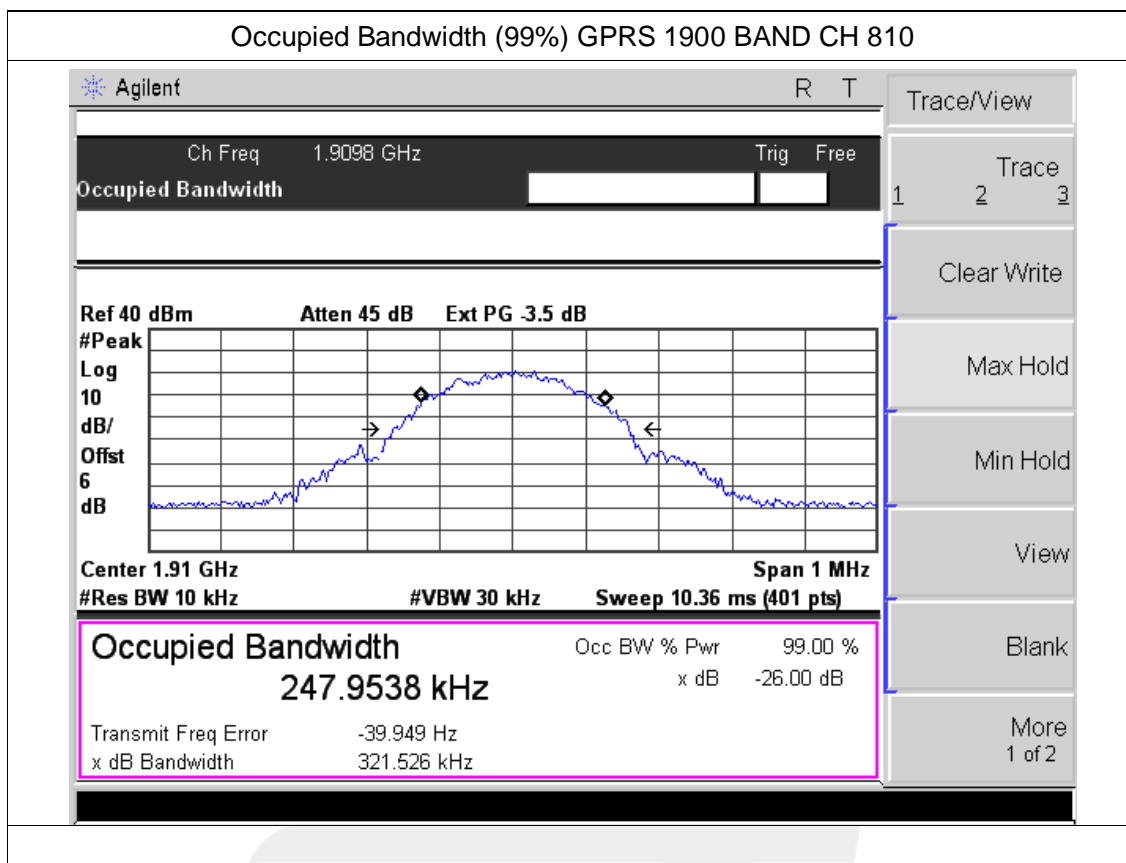 Occupied Bandwidth (99%) GPRS 1900 BAND CH 810
Agilent R T
Trace/View
Ch Freq 1.9098 GHz Trig Free
Occupied Bandwidth
Trace
1 2 3
Clear Write
Max Hold
Min Hold
View
Blank
More
1 of 2
Ref 40 dBm Atten 45 dB Ext PG -3.5 dB
#Peak
Log
10
dB/
Offst
6
dB
Center 1.91 GHz Span 1 MHz
#Res BW 10 kHz #VBW 30 kHz Sweep 10.36 ms (401 pts)
Occupied Bandwidth Occ BW % Pwr 99.00 %
247.9538 kHz x dB -26.00 dB
Transmit Freq Error -39.949 Hz
x dB Bandwidth 321.526 kHz